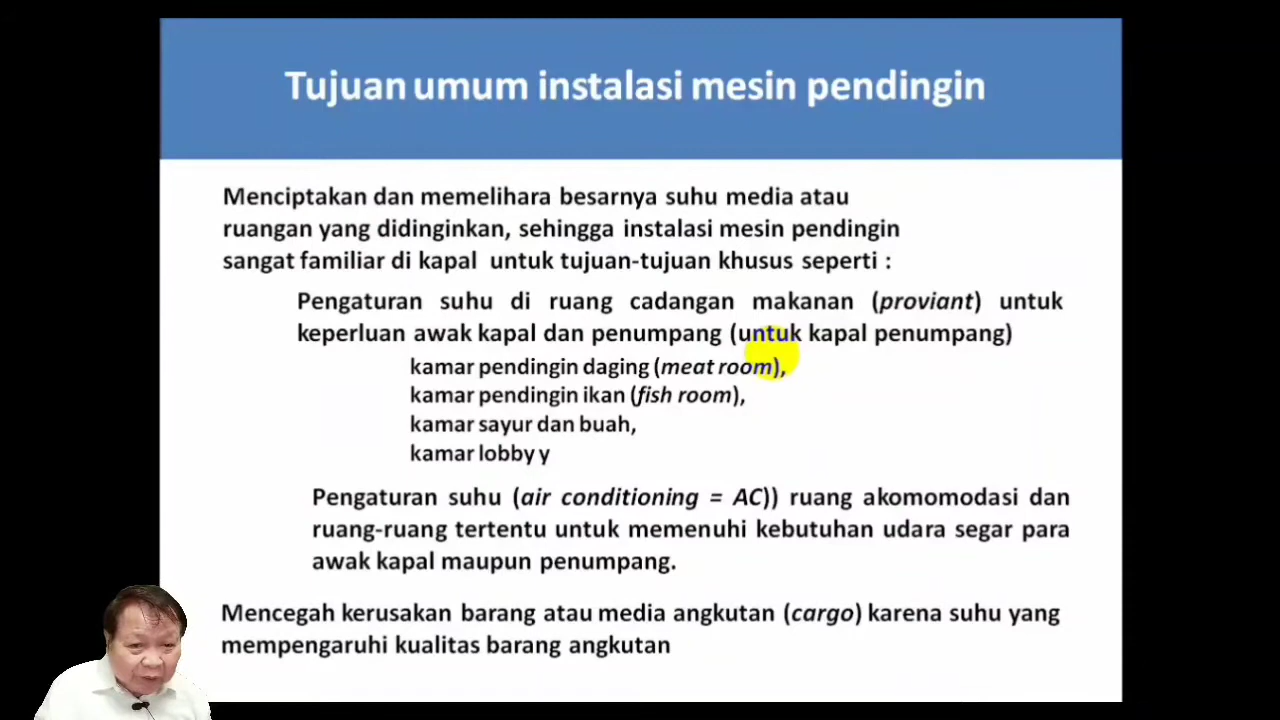 Tujuan umum instalasi mesin pendingin
Menciptakan dan memelihara besarnya suhu media atau
ruangan yang didinginkan, sehingga instalasi mesin pendingin
sangat familiar di kapal untuk tujuan-tujuan khusus seperti :
Pengaturan suhu di ruang cadangan makanan (proviant) untuk
keperluan awak kapal dan penumpang (untuk kapal penumpang)
kamar pendingin daging (meat room),
kamar pendingin ikan (fish room),
kamar sayur dan buah,
kamar lobby y
Pengaturan suhu (air conditioning = AC)) ruang akomomodasi dan
ruang-ruang tertentu untuk memenuhi kebutuhan udara segar para
awak kapal maupun penumpang.
Mencegah kerusakan barang atau media angkutan (cargo) karena suhu yang
mempengaruhi kualitas barang angkutan